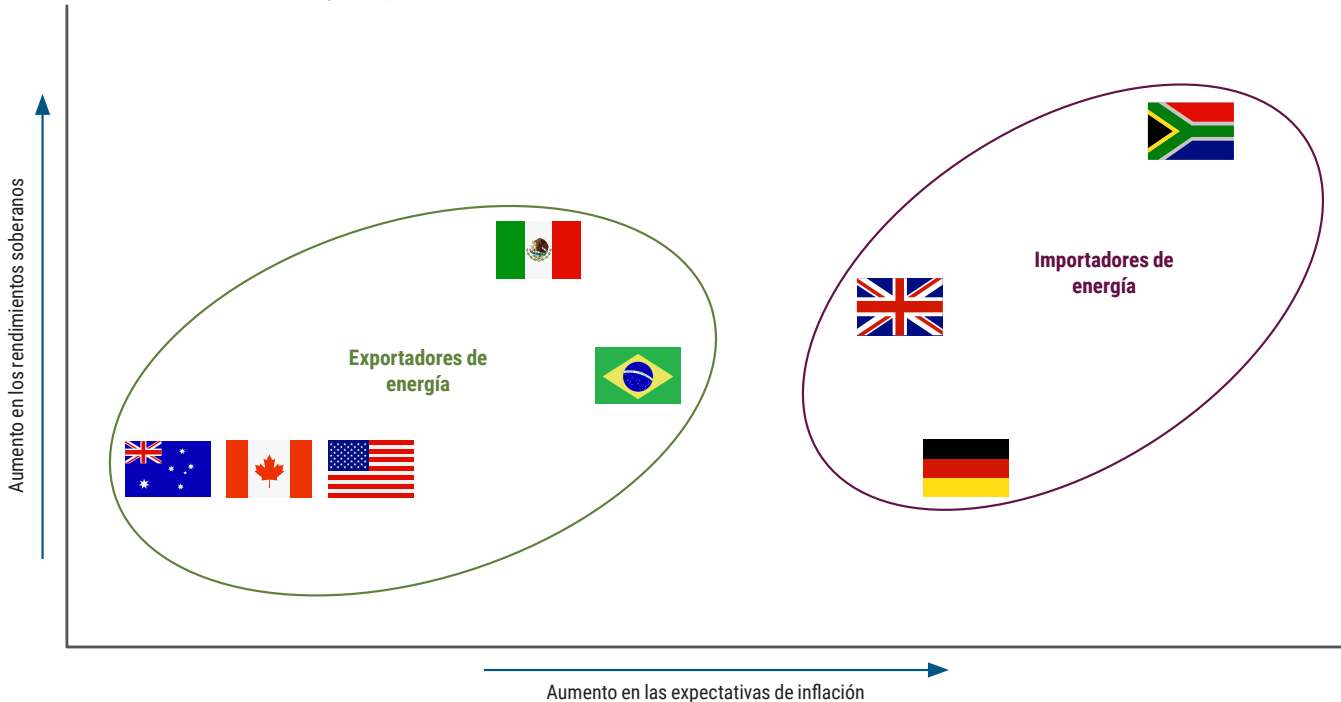 Aumento en los rendimientos soberanos
Exportadores de
energía
Importadores de
energía
Aumento en las expectativas de inflación